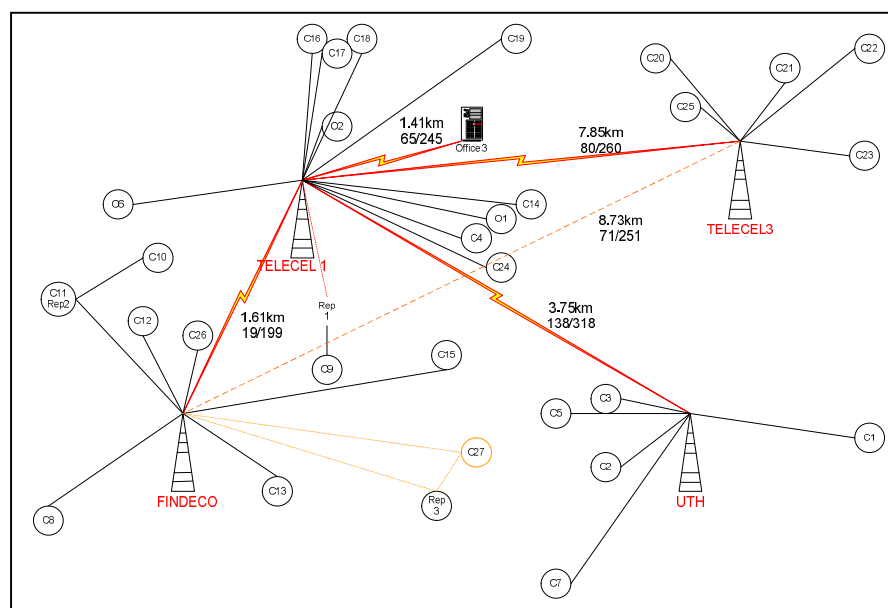 C16
C17
C18
C19
C20
C21
C22
C25
O2
1.41km
65/245
Office 3
7.85km
80/260
C23
O6
C14
O1
C4
C24
8.73km
71/251
TELECEL3
TELECEL 1
C10
C11
Rep2
C12
C26
1.61km
19/199
Rep
1
3.75km
138/318
C15
O9
C3
C5
C1
C2
C27
C13
Rep
3
FINDECO
UTH
C8
C7